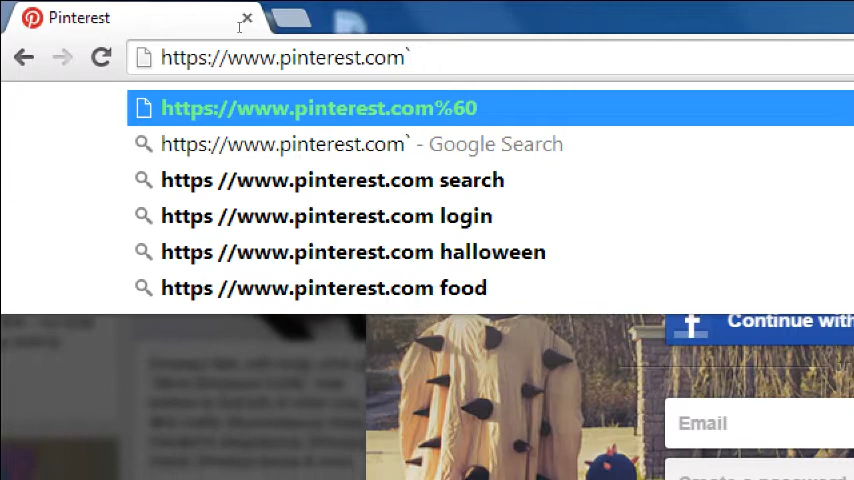 Pinterest
https://www.pinterest.com`
https://www.pinterest.com%60
https://www.pinterest.com` - Google Search
https //www.pinterest.com search
https //www.pinterest.com login
https //www.pinterest.com halloween
https //www.pinterest.com food
Continue with
Email
Create a password